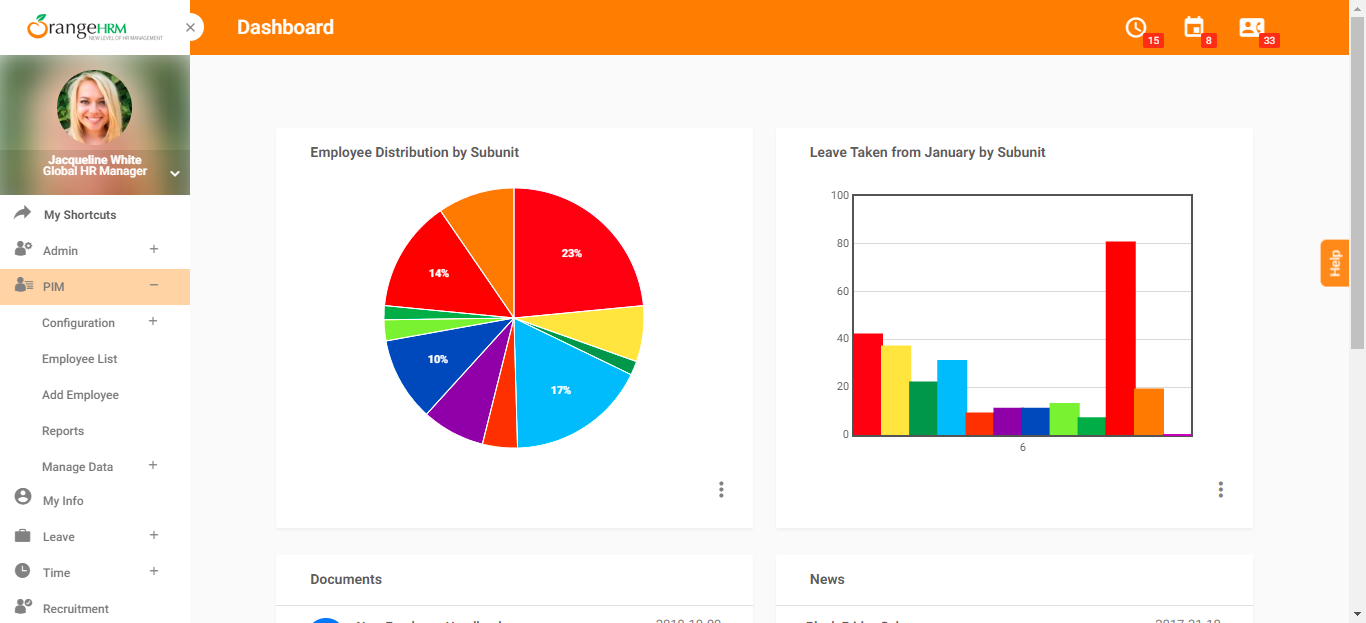 OrangeHRM
NEW LEVEL OF HR MANAGEMENT
Dashboard
15
8
33
Jacqueline White
Global HR Manager
My Shortcuts
Admin
PIM
Configuration
Employee List
Add Employee
Reports
Manage Data
My Info
Leave
Time
Recruitment
Employee Distribution by Subunit
23%
14%
10%
17%
Leave Taken from January by Subunit
100
80
60
40
20
0
6
Help
Documents
News